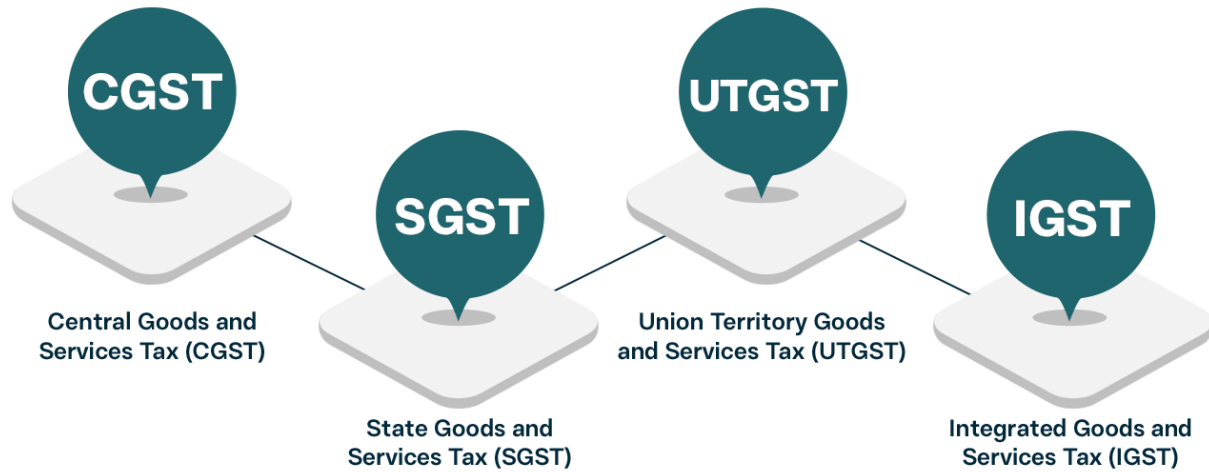 CGST
Central Goods and
Services Tax (CGST)
SGST
State Goods and
Services Tax (SGST)
UTGST
Union Territory Goods
and Services Tax (UTGST)
IGST
Integrated Goods and
Services Tax (IGST)